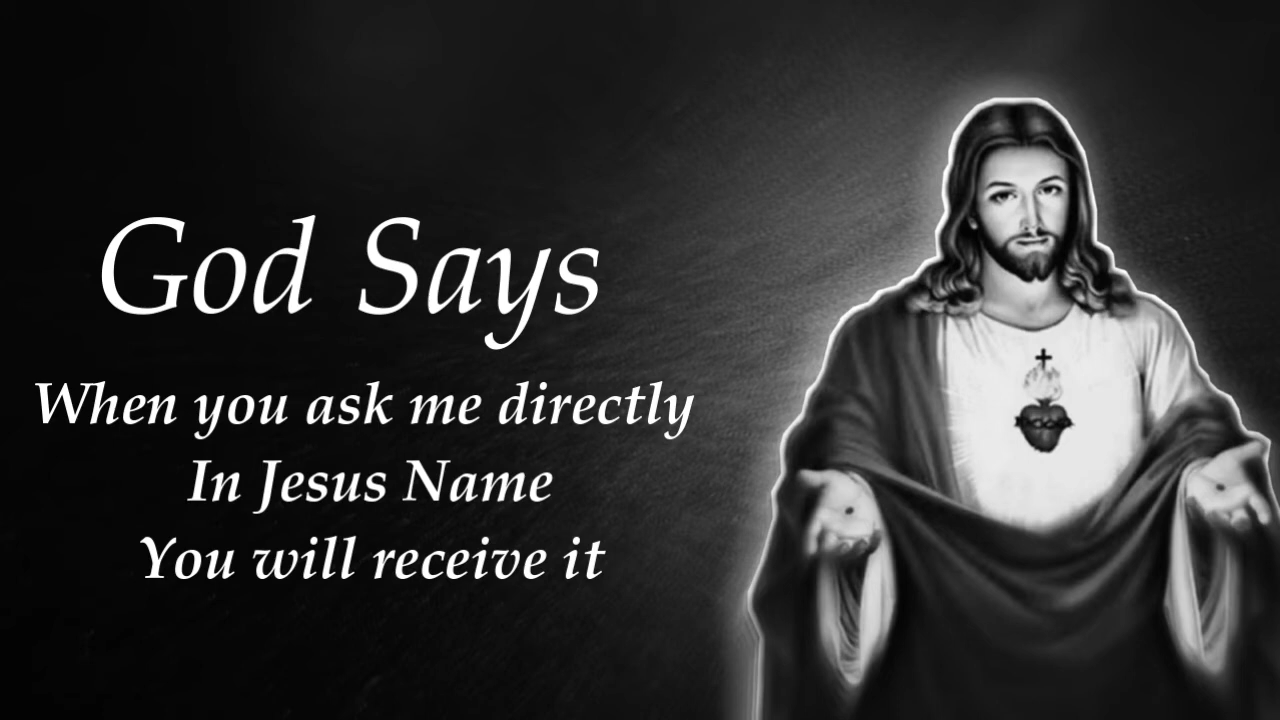 God Says
When you ask me directly
In Jesus Name
You will receive it